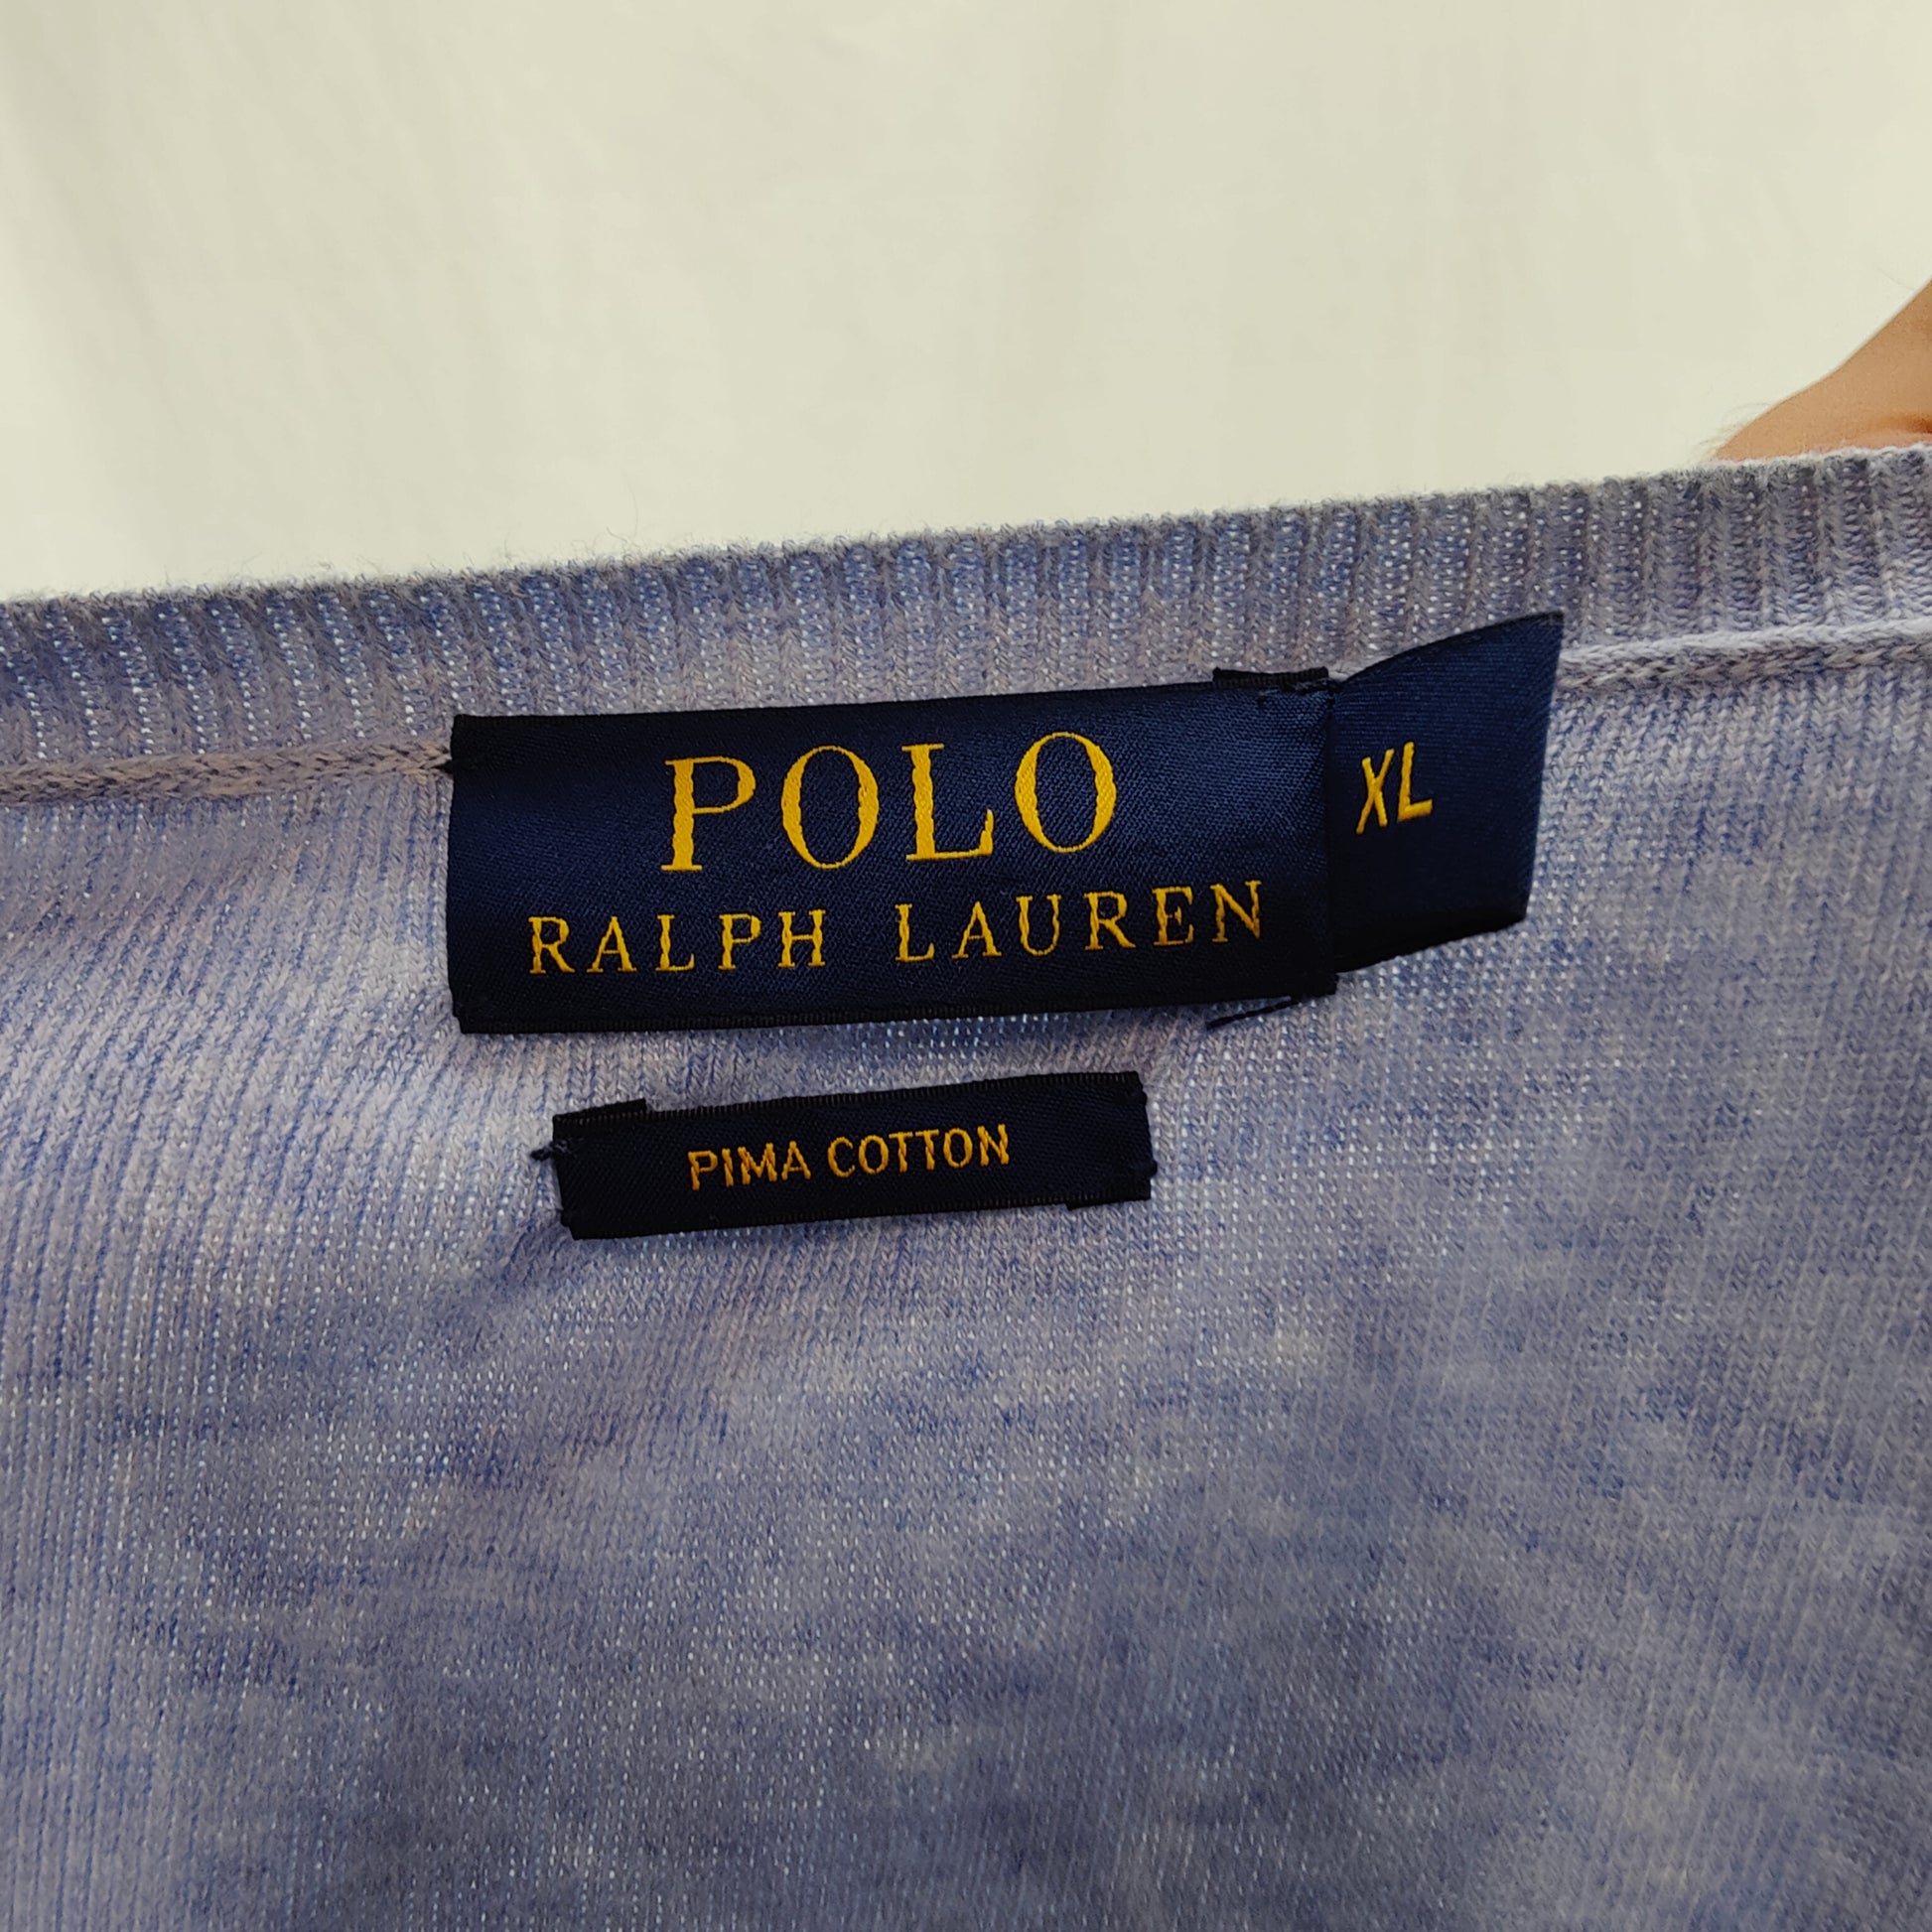 POLO
RALPH LAUREN
XL
PIMA COTTON